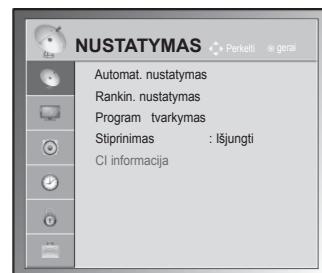 NUSTATYMAS Perkelti gerai
Automat. nustatymas
Rankin. nustatymas
Program tvarkymas
Stiprinimas : Išjungti
CI informacija